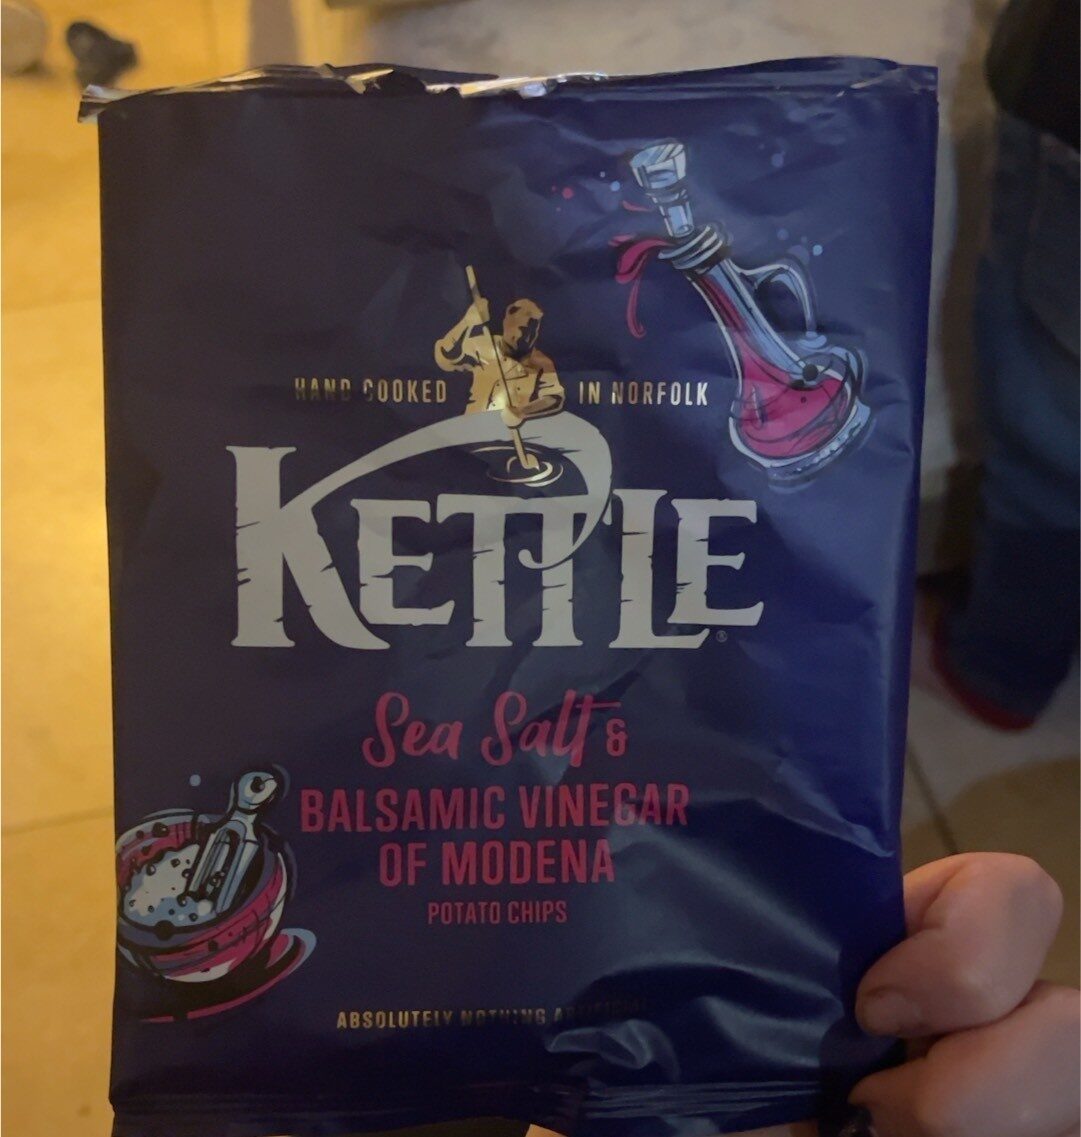 HAND COOKED IN NORFOLK
KETTLE®
Sea Salt &
BALSAMIC VINEGAR
OF MODENA
POTATO CHIPS
ABSOLUTELY NOTHING